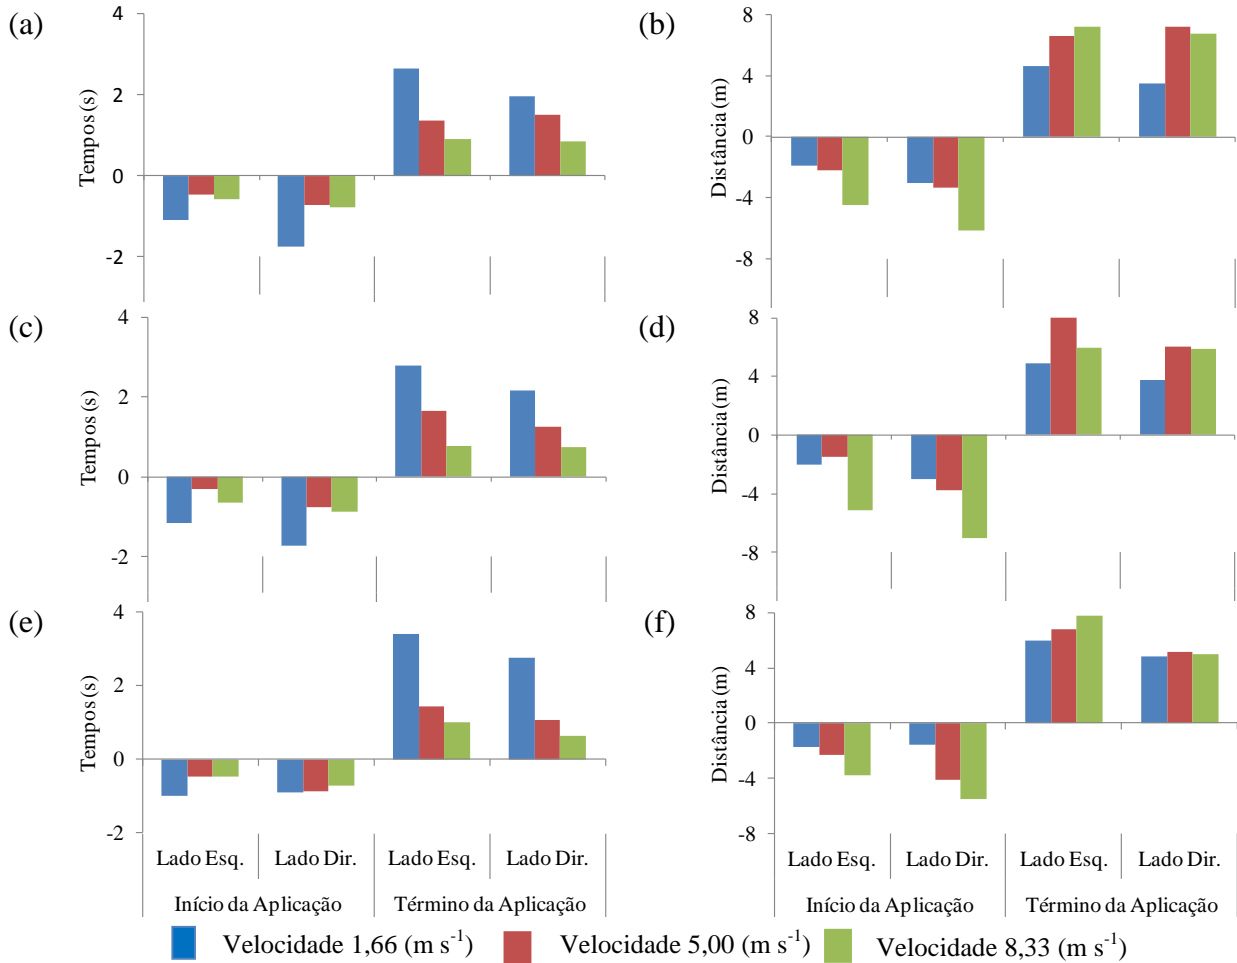 (a)
4
2
0
-2
Tempos (s)
(b)
8
4
0
-4
-8
Distância (m)
(c)
4
2
0
-2
Tempos (s)
(d)
8
4
0
-4
-8
Distância (m)
(e)
4
2
0
-2
Tempos (s)
Lado Esq. Lado Dir. Lado Esq. Lado Dir.
Início da Aplicação Término da Aplicação
(f)
8
4
0
-4
-8
Distância (m)
Lado Esq. Lado Dir. Lado Esq. Lado Dir.
Início da Aplicação Término da Aplicação
Velocidade 1,66 (m s⁻¹) Velocidade 5,00 (m s⁻¹) Velocidade 8,33 (m s⁻¹)